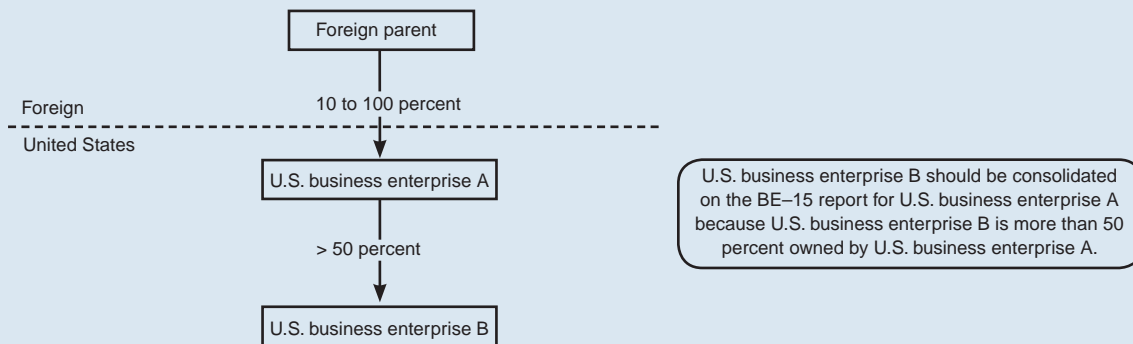 Foreign parent
10 to 100 percent
Foreign
United States
U.S. business enterprise A
> 50 percent
U.S. business enterprise B
U.S. business enterprise B should be consolidated
on the BE–15 report for U.S. business enterprise A
because U.S. business enterprise B is more than 50
percent owned by U.S. business enterprise A.